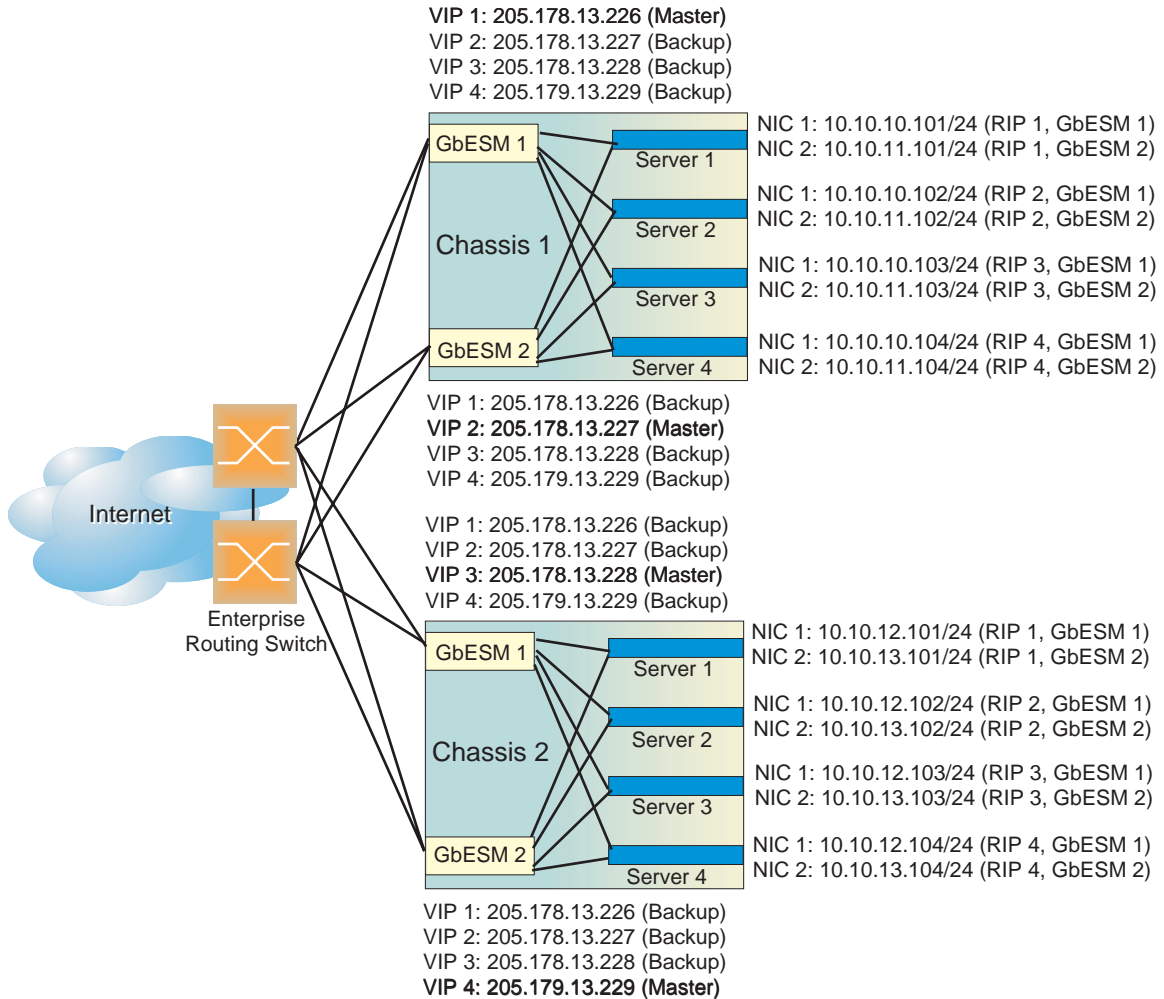 VIP 1: 205.178.13.226 (Master)
VIP 2: 205.178.13.227 (Backup)
VIP 3: 205.178.13.228 (Backup)
VIP 4: 205.179.13.229 (Backup)
GbESM 1
Server 1
Server 2
Chassis 1
Server 3
GbESM 2
Server 4
NIC 1: 10.10.10.101/24 (RIP 1, GbESM 1)
NIC 2: 10.10.11.101/24 (RIP 1, GbESM 2)
NIC 1: 10.10.10.102/24 (RIP 2, GbESM 1)
NIC 2: 10.10.11.102/24 (RIP 2, GbESM 2)
NIC 1: 10.10.10.103/24 (RIP 3, GbESM 1)
NIC 2: 10.10.11.103/24 (RIP 3, GbESM 2)
NIC 1: 10.10.10.104/24 (RIP 4, GbESM 1)
NIC 2: 10.10.11.104/24 (RIP 4, GbESM 2)
VIP 1: 205.178.13.226 (Backup)
VIP 2: 205.178.13.227 (Master)
VIP 3: 205.178.13.228 (Backup)
VIP 4: 205.179.13.229 (Backup)
Internet
Enterprise
Routing Switch
VIP 1: 205.178.13.226 (Backup)
VIP 2: 205.178.13.227 (Backup)
VIP 3: 205.178.13.228 (Master)
VIP 4: 205.179.13.229 (Backup)
GbESM 1
Server 1
Server 2
Chassis 2
Server 3
GbESM 2
Server 4
NIC 1: 10.10.12.101/24 (RIP 1, GbESM 1)
NIC 2: 10.10.13.101/24 (RIP 1, GbESM 2)
NIC 1: 10.10.12.102/24 (RIP 2, GbESM 1)
NIC 2: 10.10.13.102/24 (RIP 2, GbESM 2)
NIC 1: 10.10.12.103/24 (RIP 3, GbESM 1)
NIC 2: 10.10.13.103/24 (RIP 3, GbESM 2)
NIC 1: 10.10.12.104/24 (RIP 4, GbESM 1)
NIC 2: 10.10.13.104/24 (RIP 4, GbESM 2)
VIP 1: 205.178.13.226 (Backup)
VIP 2: 205.178.13.227 (Backup)
VIP 3: 205.178.13.228 (Backup)
VIP 4: 205.179.13.229 (Master)